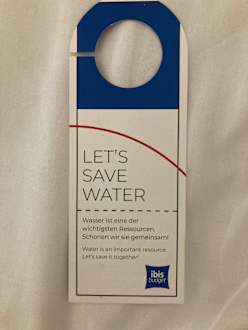 LET'S
SAVE
WATER
Wasser ist eine der
wichtigsten Ressourcen,
Schonen wir sie gemeinsam!
Water is an important resource.
Let's save it together!
ibis
budget